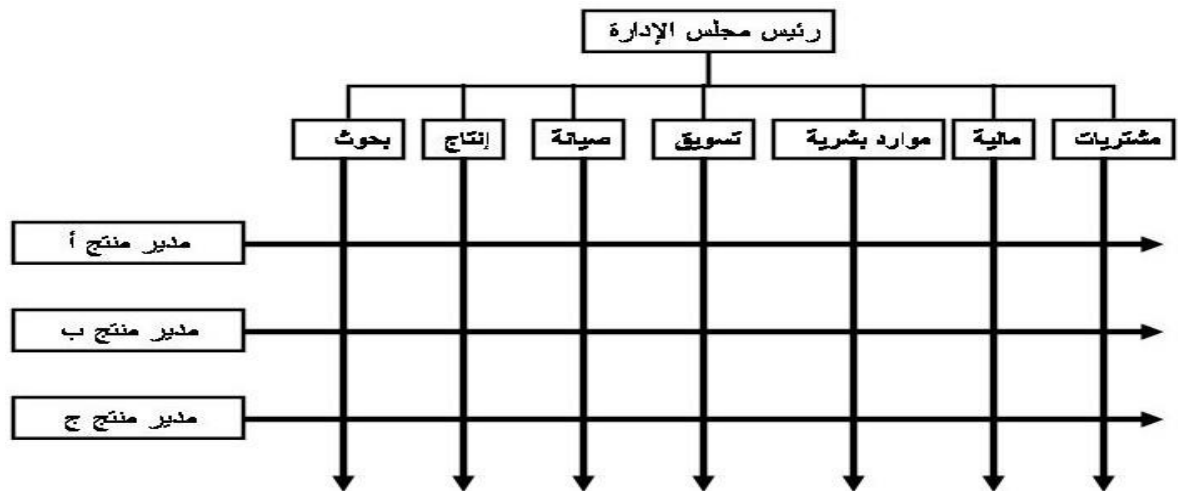 رئيس مجلس الإدارة
مشتريات
مالية
موارد بشرية
تسويق
صيانة
إنتاج
بحوث
مدير منتج أ
مدير منتج ب
مدير منتج ج